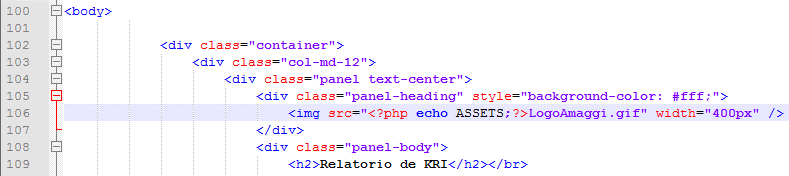 100 <body>
101
102 <div class="container">
103 <div class="col-md-12">
104 <div class="panel text-center">
105 <div class="panel-heading" style="background-color: #fff;">
106 <img src="<?php echo ASSETS;?>LogoAmaggi.gif" width="400px" />
107 </div>
108 <div class="panel-body">
109 <h2>Relatorio de KRI</h2></br>